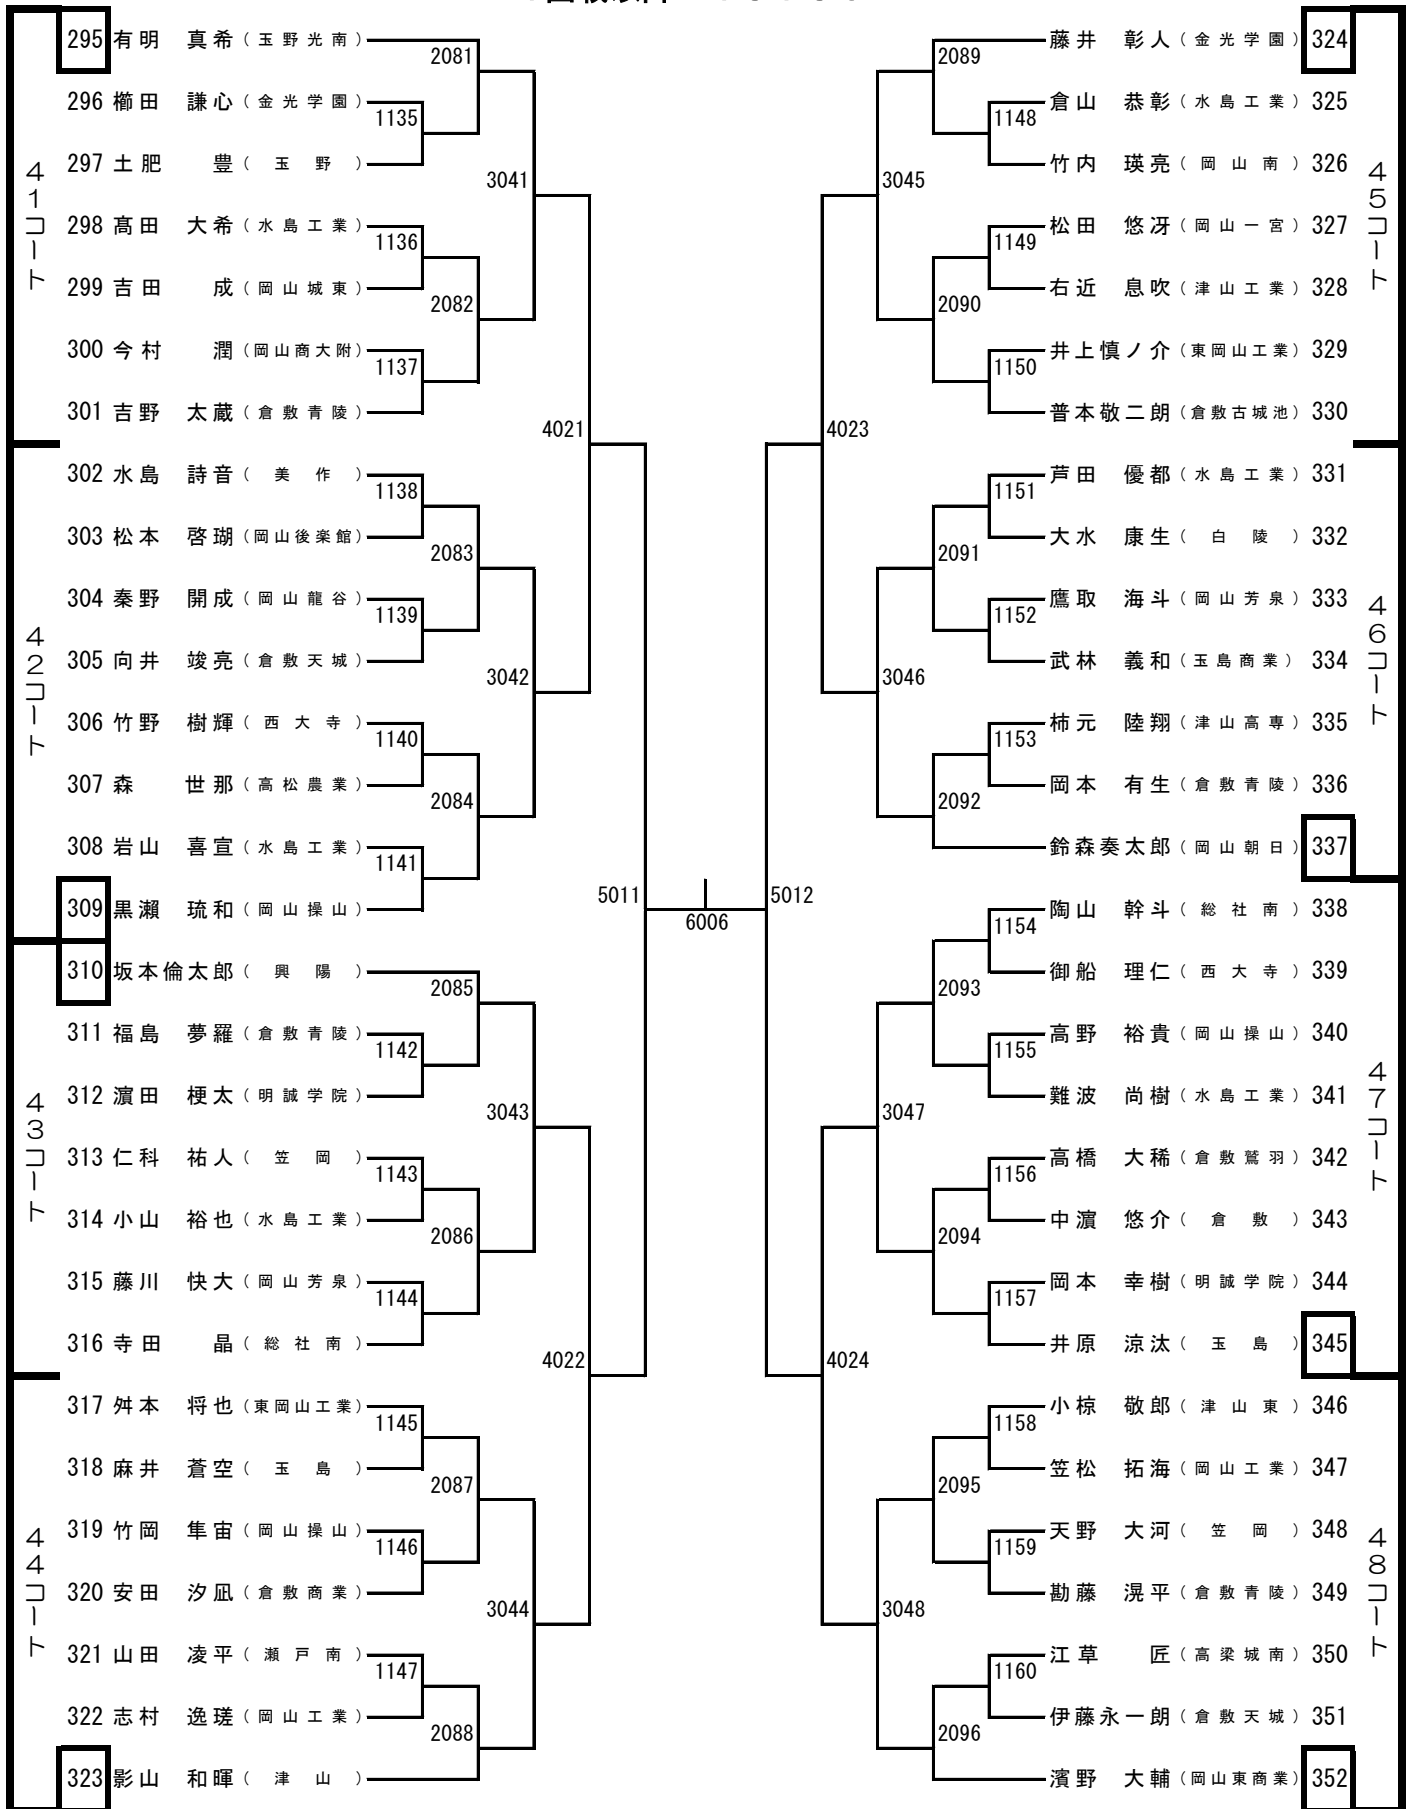 295 有明 真希 (玉野光南)
2081
296 櫛田 謙心 (金光学園)
1135
297 土肥 豊 (玉野)
3041
298 髙田 大希 (水島工業)
1136
299 吉田 成 (岡山城東)
2082
300 今村 潤 (岡山商大附)
1137
301 吉野 太蔵 (倉敷青陵)
41コート
4021
302 水島 詩音 (美作)
1138
303 松本 啓瑚 (岡山後楽館)
2083
304 秦野 開成 (岡山龍谷)
1139
305 向井 竣亮 (倉敷天城)
3042
306 竹野 樹輝 (西大寺)
1140
307 森 世那 (高松農業)
2084
308 岩山 喜宣 (水島工業)
1141
309 黒瀬 琉和 (岡山操山)
42コート
5011
310 坂本倫太郎 (興陽)
2085
311 福島 夢羅 (倉敷青陵)
1142
312 濵田 梗太 (明誠学院)
3043
313 仁科 祐人 (笠岡)
1143
314 小山 裕也 (水島工業)
2086
315 藤川 快大 (岡山芳泉)
1144
316 寺田 晶 (総社南)
43コート
4022
317 舛本 将也 (東岡山工業)
1145
318 麻井 蒼空 (玉島)
2087
319 竹岡 隼宙 (岡山操山)
1146
320 安田 汐凪 (倉敷商業)
3044
321 山田 凌平 (瀬戸南)
1147
322 志村 逸瑳 (岡山工業)
2088
323 影山 和暉 (津山)
44コート
6006
藤井 彰人 (金光学園) 324
2089
倉山 恭彰 (水島工業) 325
1148
竹内 瑛亮 (岡山南) 326
3045
松田 悠冴 (岡山一宮) 327
1149
右近 息吹 (津山工業) 328
2090
井上慎ノ介 (東岡山工業) 329
1150
普本敬二朗 (倉敷古城池) 330
45コート
4023
芦田 優都 (水島工業) 331
1151
大水 康生 (白陵) 332
2091
鷹取 海斗 (岡山芳泉) 333
1152
武林 義和 (玉島商業) 334
3046
柿元 陸翔 (津山高専) 335
1153
岡本 有生 (倉敷青陵) 336
2092
鈴森奏太郎 (岡山朝日) 337
46コート
5012
陶山 幹斗 (総社南) 338
1154
御船 理仁 (西大寺) 339
2093
高野 裕貴 (岡山操山) 340
1155
難波 尚樹 (水島工業) 341
3047
高橋 大稀 (倉敷鷲羽) 342
1156
中濵 悠介 (倉敷) 343
2094
岡本 幸樹 (明誠学院) 344
1157
井原 涼汰 (玉島) 345
47コート
4024
小椋 敬郎 (津山東) 346
1158
笠松 拓海 (岡山工業) 347
2095
天野 大河 (笠岡) 348
1159
勘藤 滉平 (倉敷青陵) 349
3048
江草 匠 (高梁城南) 350
1160
伊藤永一朗 (倉敷天城) 351
2096
濱野 大輔 (岡山東商業) 352
48コート